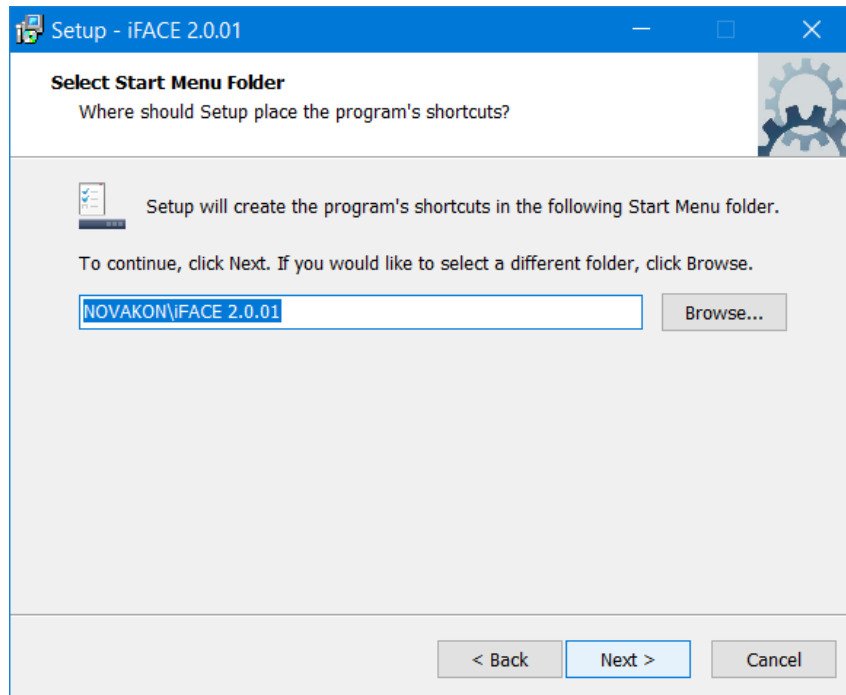 Setup - iFACE 2.0.01
Select Start Menu Folder
Where should Setup place the program's shortcuts?
Setup will create the program's shortcuts in the following Start Menu folder.
To continue, click Next. If you would like to select a different folder, click Browse.
NOVAKON\iFACE 2.0.01
Browse...
< Back
Next >
Cancel